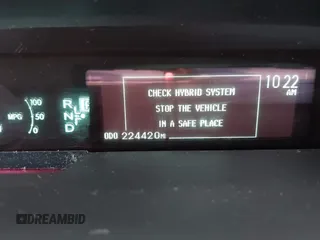 CHECK HYBRID SYSTEM
STOP THE VEHICLE
IN A SAFE PLACE
10:22
AM
ODO 224420MI
100
MPG 50
0
R
N
D
DREAMBID